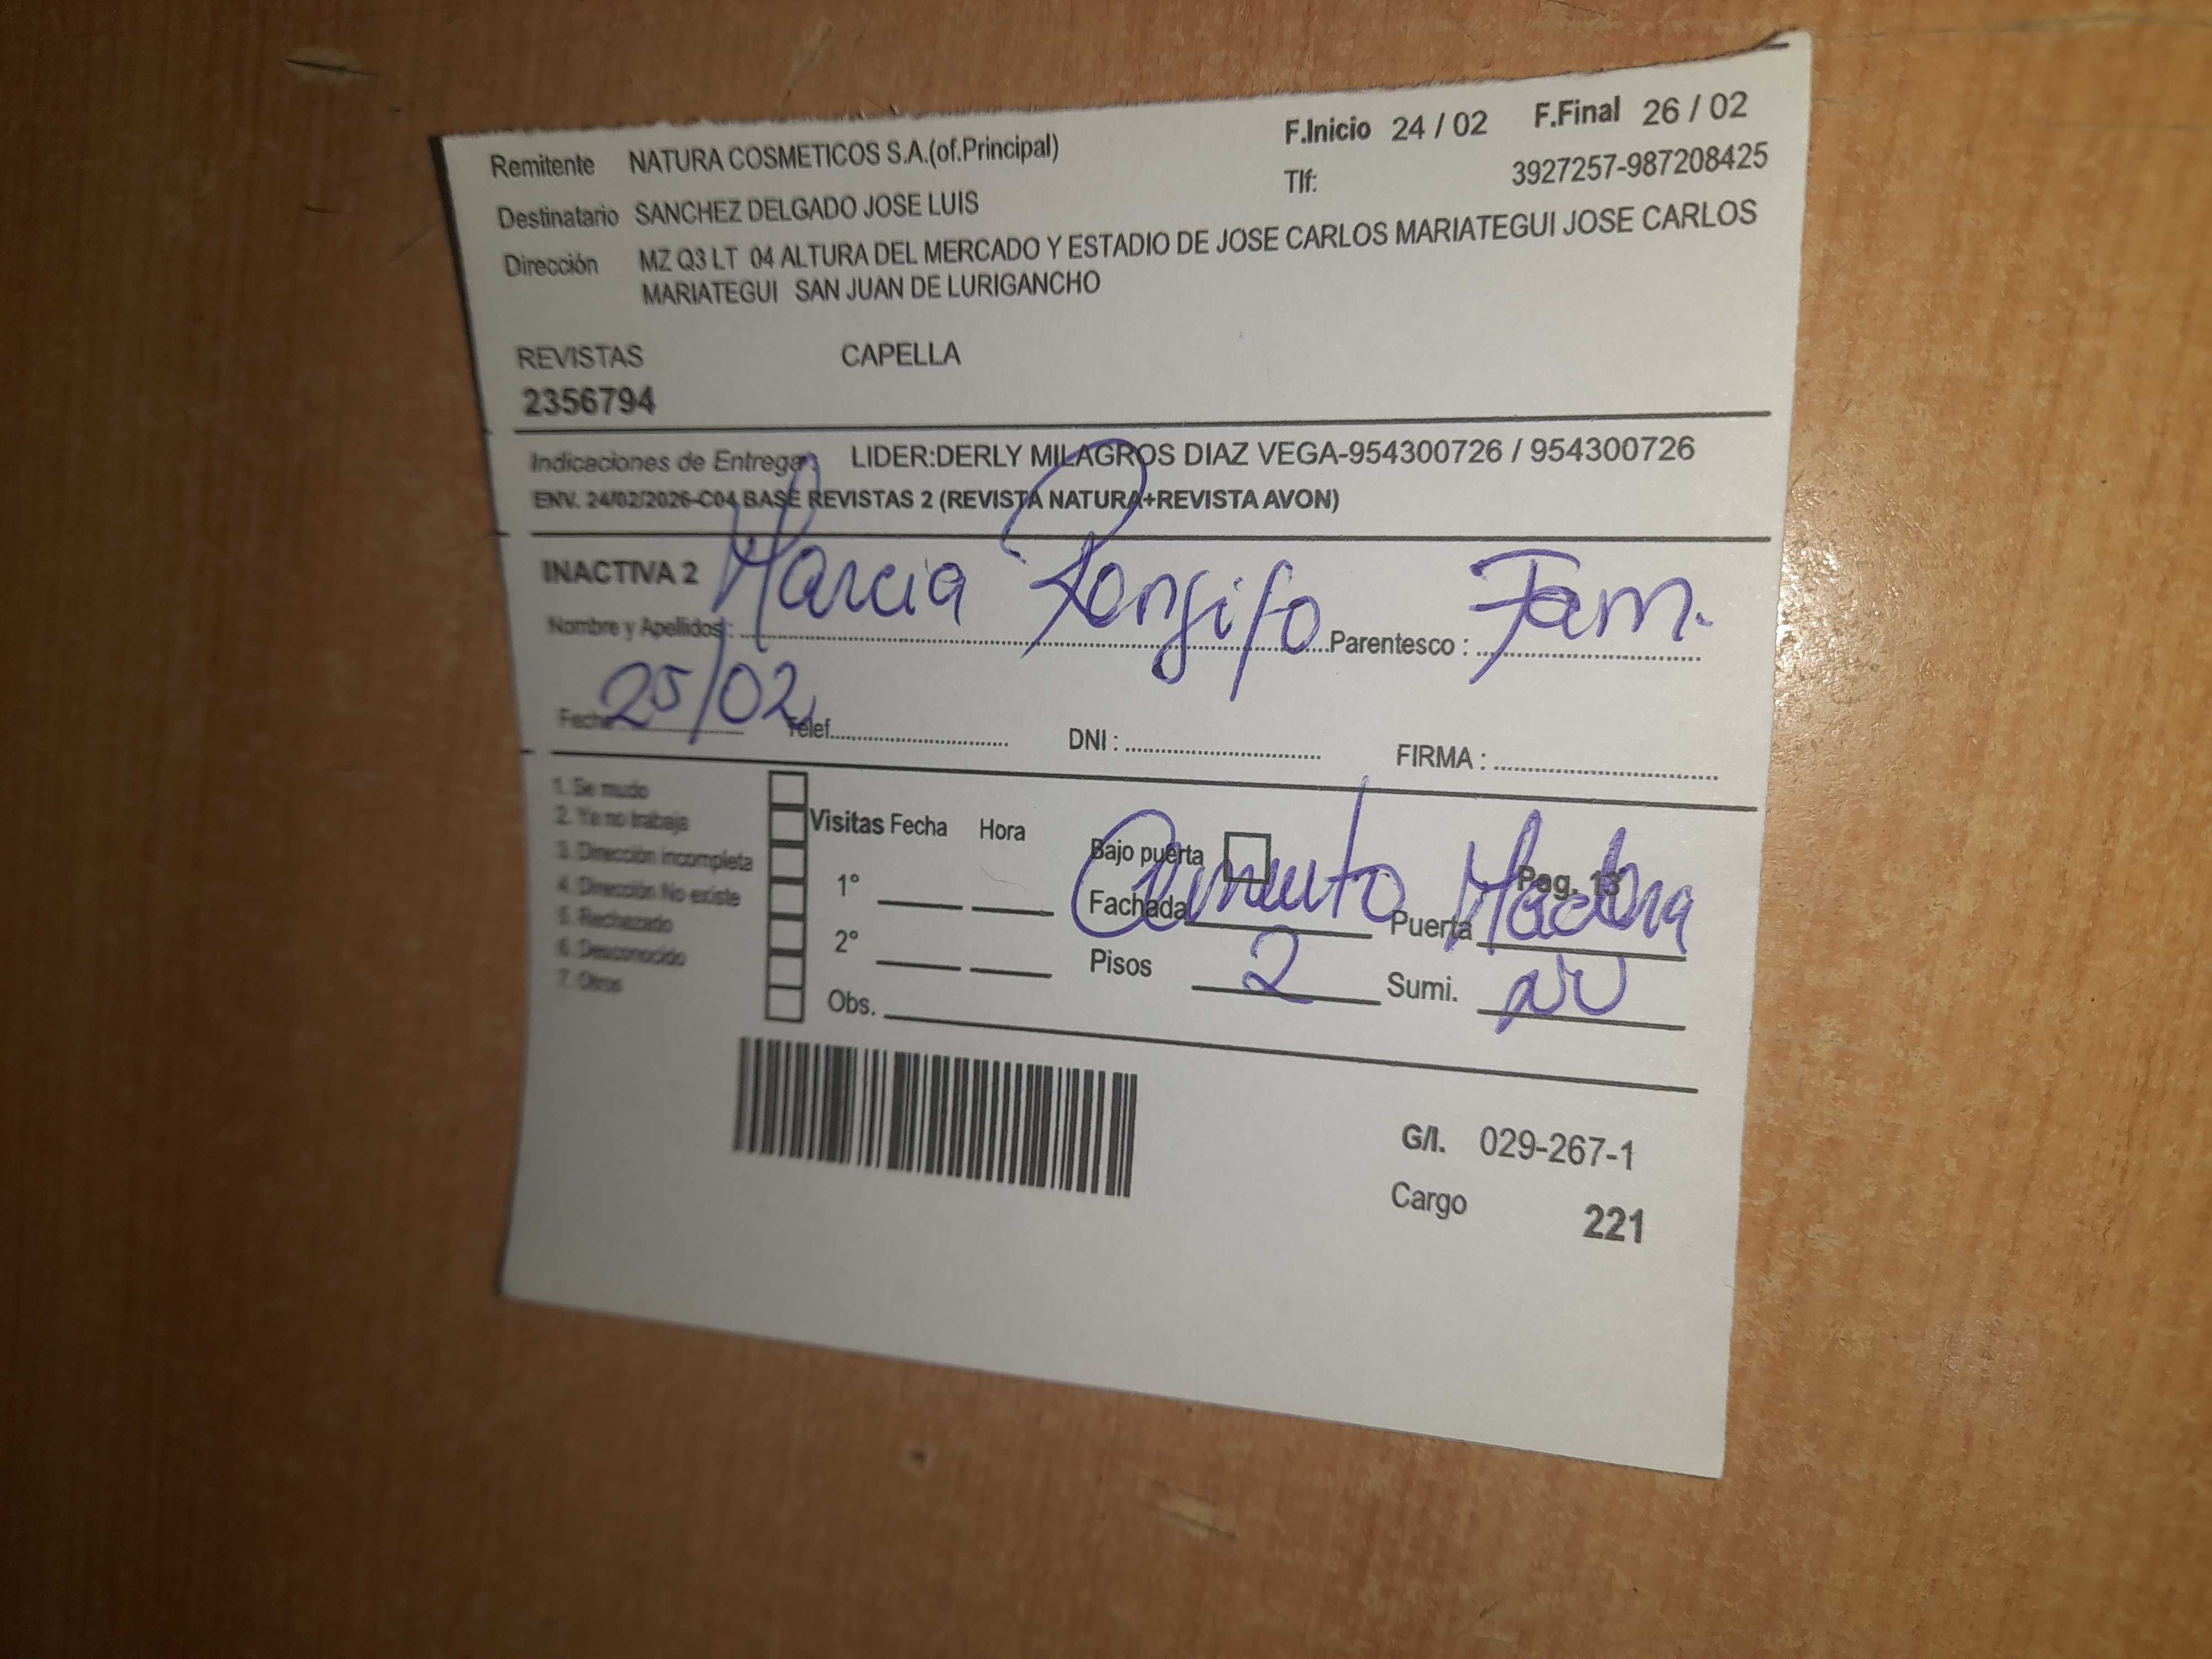 Remitente NATURA COSMETICOS S.A.(of.Principal) F.Inicio 24 / 02 F.Final 26 / 02
Destinatario SANCHEZ DELGADO JOSE LUIS Tlf: 3927257-987208425
Dirección MZ Q3 LT 04 ALTURA DEL MERCADO Y ESTADIO DE JOSE CARLOS MARIATEGUI JOSE CARLOS
MARIATEGUI SAN JUAN DE LURIGANCHO
REVISTAS CAPELLA
2356794
Indicaciones de Entrega: LIDER:DERLY MILAGROS DIAZ VEGA-954300726 / 954300726
ENV. 24/02/2026-C04 BASE REVISTAS 2 (REVISTA NATURA+REVISTA AVON)
INACTIVA 2
Nombre y Apellidos : Marcia Rengifo Parentesco : Fam.
Fecha : 25/02 Telef. DNI : FIRMA :
1. Se mudo
2. Ya no trabaja
3. Dirección incompleta
4. Dirección No existe
5. Rechazado
6. Desconocido
7. Otros
Visitas Fecha Hora
1°
2°
Obs.
Bajo puerta Pag. 13
Fachada Cemento Puerta Madera
Pisos 2 Sumi.
G/I. 029-267-1
Cargo 221